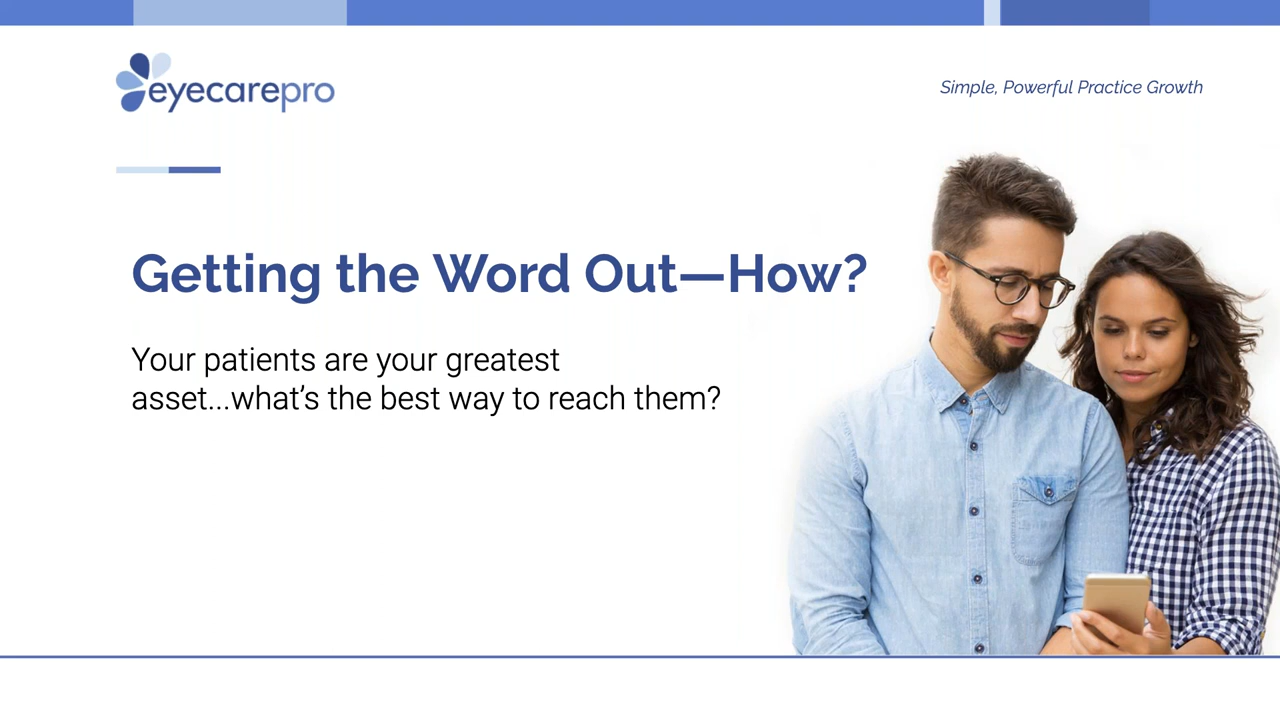 eyecarepro
Simple, Powerful Practice Growth
Getting the Word Out—How?
Your patients are your greatest
asset...what’s the best way to reach them?